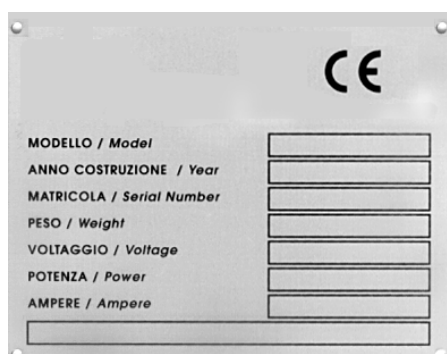 CE
MODELLO / Model
ANNO COSTRUZIONE / Year
MATRICOLA / Serial Number
PESO / Weight
VOLTAGGIO / Voltage
POTENZA / Power
AMPERE / Ampere